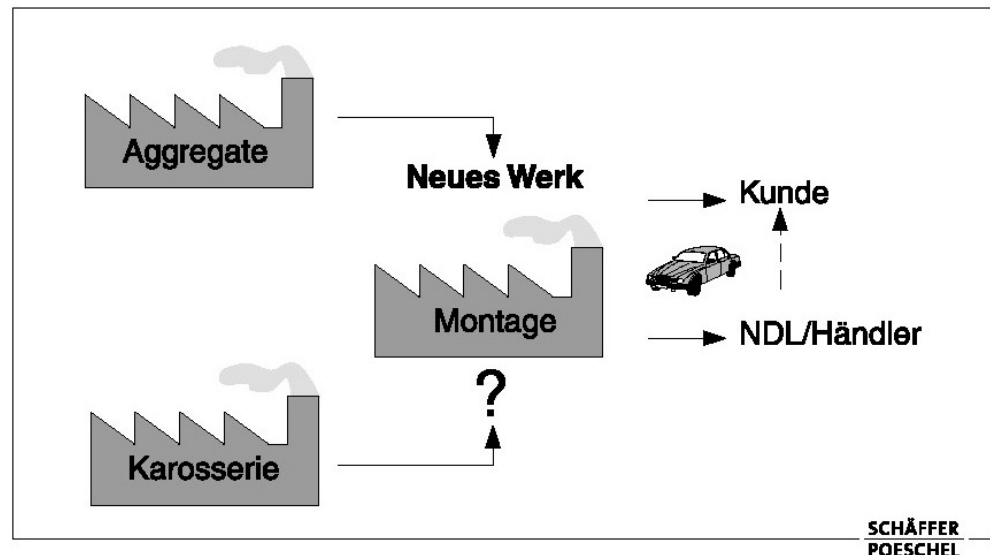 Aggregate
Neues Werk
Kunde
Montage
NDL/Händler
?
Karosserie
SCHÄFFER
POESCHEL